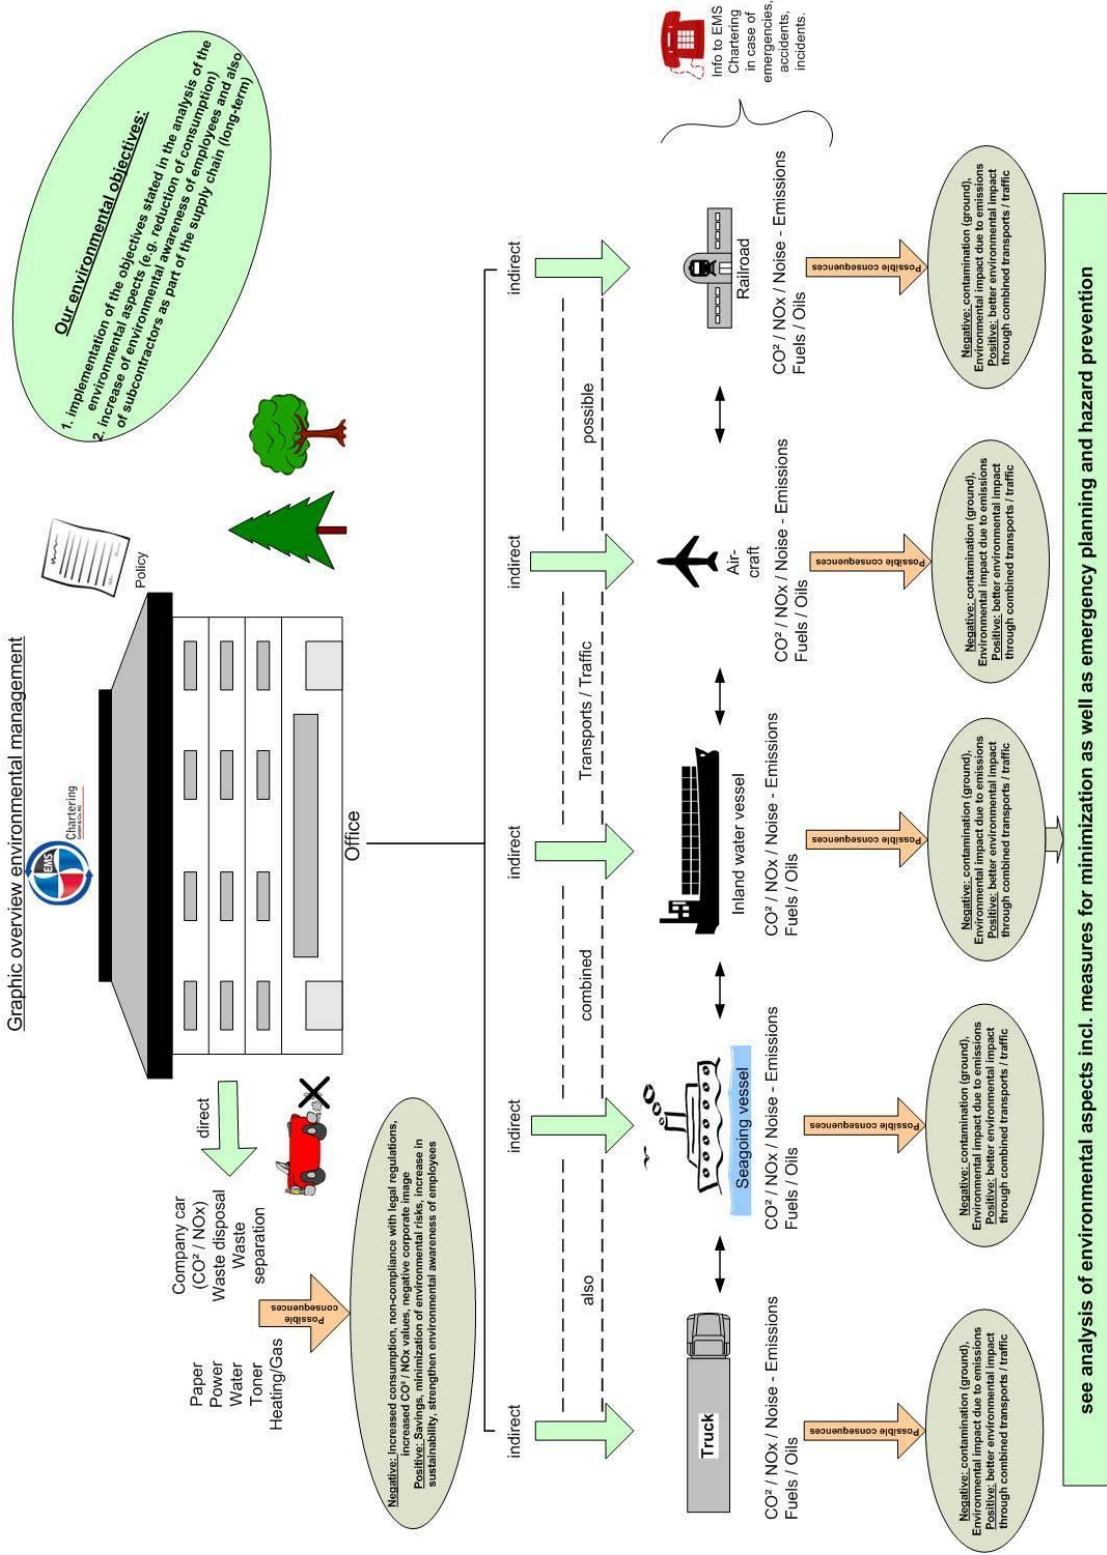 Graphic overview environmental management
EMS
Chartering
GmbH & Co. KG
Policy
Our environmental objectives:
1. implementation of the objectives stated in the analysis of the
environmental aspects (e.g. reduction of consumption)
2. increase of environmental awareness of employees and also
of subcontractors as part of the supply chain (long-term)
direct
Company car
(CO² / NOx)
Waste disposal
Waste
separation
Paper
Power
Water
Toner
Heating/Gas
Possible
consequences
Negative: Increased consumption, non-compliance with legal regulations,
increased CO² / NOx values, negative corporate image
Positive: Savings, minimization of environmental risks, increase in
sustainability, strengthen environmental awareness of employees
Office
indirect
indirect
indirect
indirect
indirect
also
combined
Transports / Traffic
possible
Truck
Seagoing vessel
Inland water vessel
Air-
craft
Railroad
Info to EMS
Chartering
in case of
emergencies,
accidents,
incidents.
CO² / NOx / Noise - Emissions
Fuels / Oils
CO² / NOx / Noise - Emissions
Fuels / Oils
CO² / NOx / Noise - Emissions
Fuels / Oils
CO² / NOx / Noise - Emissions
Fuels / Oils
CO² / NOx / Noise - Emissions
Fuels / Oils
Possible consequences
Possible consequences
Possible consequences
Possible consequences
Possible consequences
Negative: contamination (ground),
Environmental impact due to emissions
Positive: better environmental impact
through combined transports / traffic
Negative: contamination (ground),
Environmental impact due to emissions
Positive: better environmental impact
through combined transports / traffic
Negative: contamination (ground),
Environmental impact due to emissions
Positive: better environmental impact
through combined transports / traffic
Negative: contamination (ground),
Environmental impact due to emissions
Positive: better environmental impact
through combined transports / traffic
Negative: contamination (ground),
Environmental impact due to emissions
Positive: better environmental impact
through combined transports / traffic
see analysis of environmental aspects incl. measures for minimization as well as emergency planning and hazard prevention